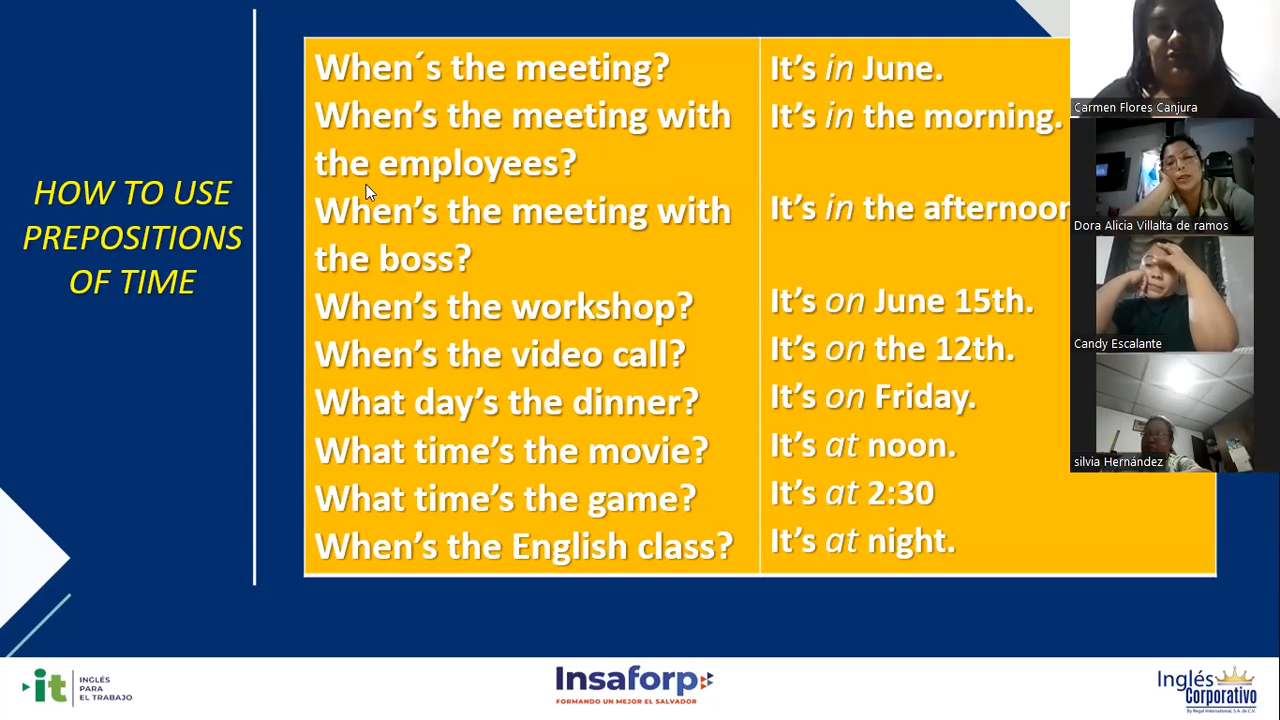 HOW TO USE
PREPOSITIONS
OF TIME
When´s the meeting?
When’s the meeting with
the employees?
When’s the meeting with
the boss?
When’s the workshop?
When’s the video call?
What day’s the dinner?
What time’s the movie?
What time’s the game?
When’s the English class?
It’s in June.
It’s in the morning.
It’s in the afternoon
It’s on June 15th.
It’s on the 12th.
It’s on Friday.
It’s at noon.
It’s at 2:30
It’s at night.
Carmen Flores Canjura
Dora Alicia Villalta de ramos
Candy Escalante
silvia Hernández
it
INGLÉS
PARA
EL TRABAJO
Insaforp
FORMANDO UN MEJOR EL SALVADOR
Inglés
Corporativo
By Regal International, S.A. de C.V.